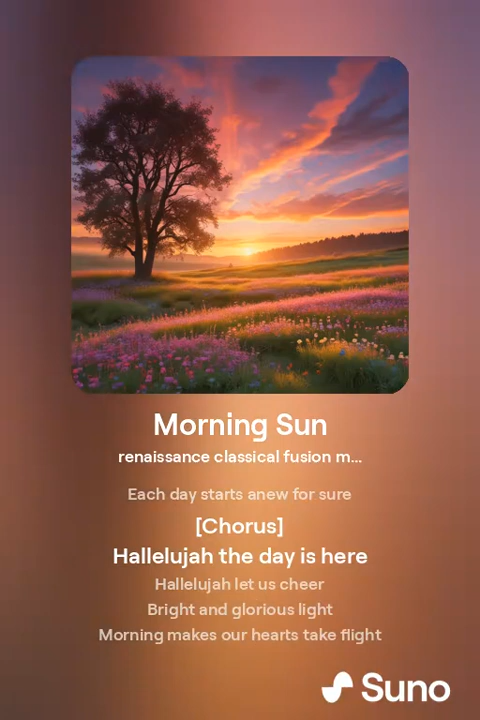 Morning Sun
renaissance classical fusion m...
Each day starts anew for sure
[Chorus]
Hallelujah the day is here
Hallelujah let us cheer
Bright and glorious light
Morning makes our hearts take flight
Suno